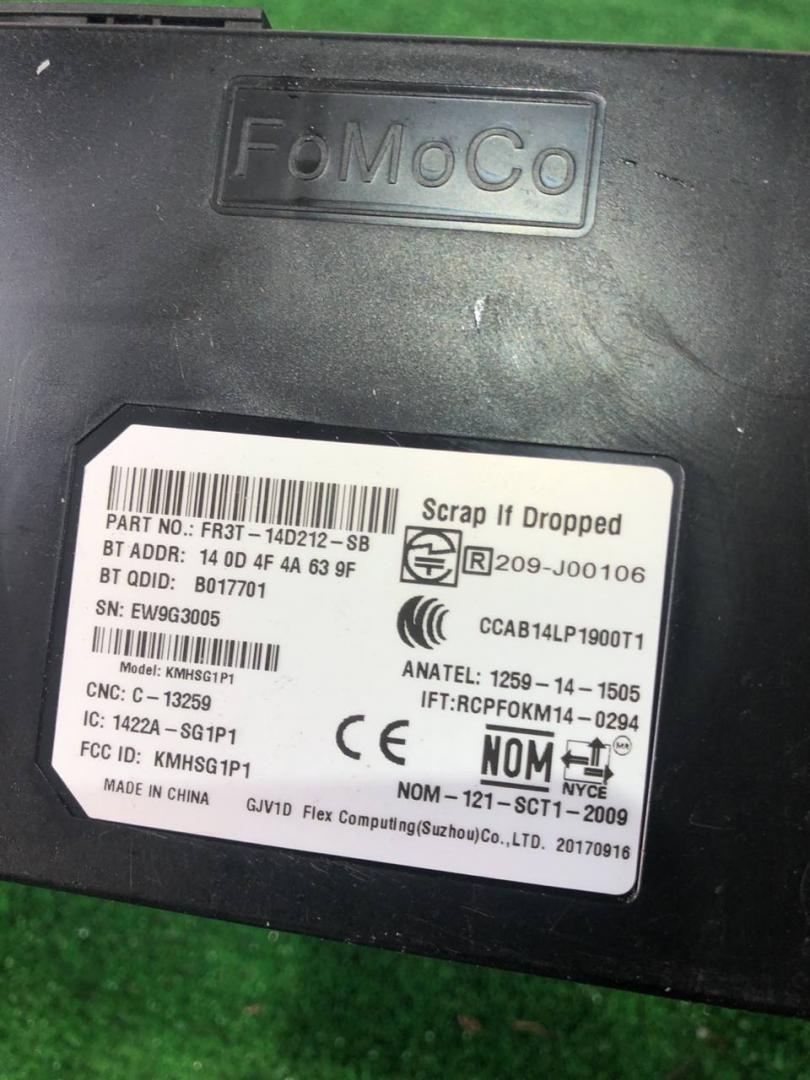 FoMoCo
PART NO.: FR3T-14D212-SB
BT ADDR: 14 0D 4F 4A 63 9F
BT QDID: B017701
SN: EW9G3005
Model: KMHSG1P1
CNC: C-13259
IC: 1422A-SG1P1
FCC ID: KMHSG1P1
MADE IN CHINA
Scrap If Dropped
R 209-J00106
CCAB14LP1900T1
ANATEL: 1259-14-1505
IFT:RCPFOKM14-0294
CE
NOM
NYCE
MR
NOM-121-SCT1-2009
GJV1D Flex Computing(Suzhou)Co.,LTD. 20170916